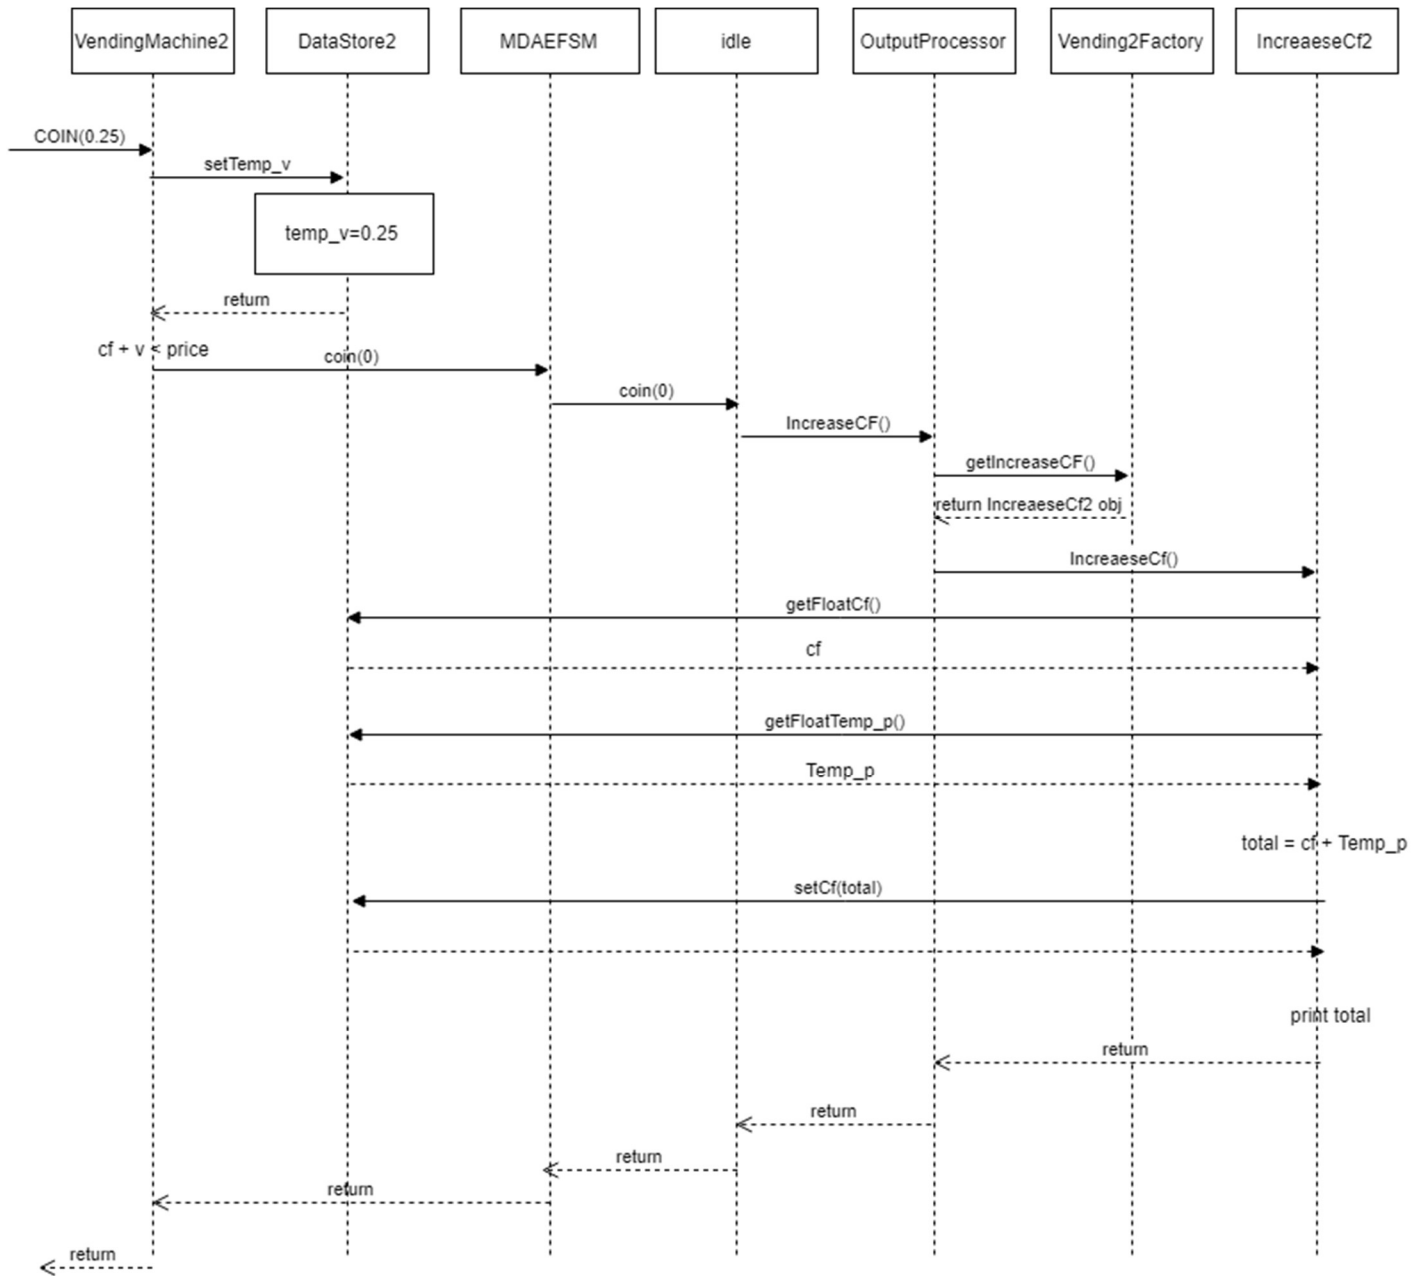 VendingMachine2
DataStore2
MDAEFSM
idle
OutputProcessor
Vending2Factory
IncreaeseCf2
COIN(0.25)
setTemp_v
temp_v=0.25
return
cf + v < price
coin(0)
coin(0)
IncreaseCF()
getIncreaseCF()
return IncreaeseCf2 obj
IncreaeseCf()
getFloatCf()
cf
getFloatTemp_p()
Temp_p
total = cf + Temp_p
setCf(total)
print total
return
return
return
return
return